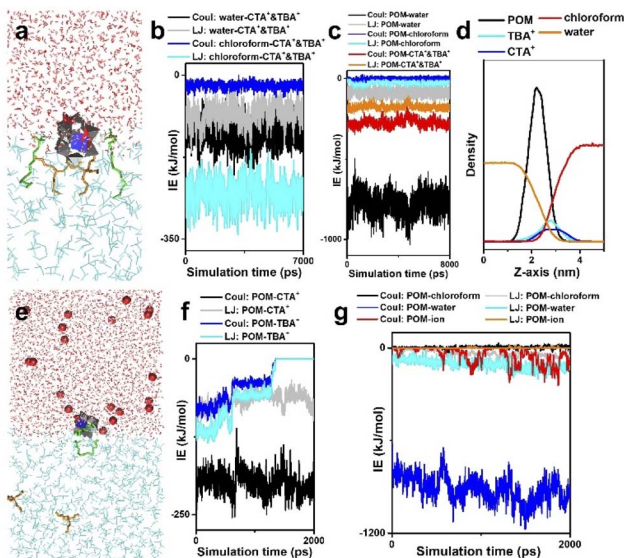 a
b
Coul: water-CTA⁺&TBA⁺
LJ: water-CTA⁺&TBA⁺
Coul: chloroform-CTA⁺&TBA⁺
LJ: chloroform-CTA⁺&TBA⁺
0
IE (kJ/mol)
-350
0
7000
Simulation time (ps)
c
Coul: POM-water
LJ: POM-water
Coul: POM-chloroform
LJ: POM-chloroform
Coul: POM-CTA⁺&TBA⁺
LJ: POM-CTA⁺&TBA⁺
0
IE (kJ/mol)
-1000
0
8000
Simulation time (ps)
d
POM
TBA⁺
CTA⁺
chloroform
water
Density
0 2 4
Z-axis (nm)
e
f
Coul: POM-CTA⁺
LJ: POM-CTA⁺
Coul: POM-TBA⁺
LJ: POM-TBA⁺
0
IE (kJ/mol)
-250
0
2000
Simulation time (ps)
g
Coul: POM-chloroform
Coul: POM-water
Coul: POM-ion
LJ: POM-chloroform
LJ: POM-water
LJ: POM-ion
0
IE (kJ/mol)
-1200
0
2000
Simulation time (ps)